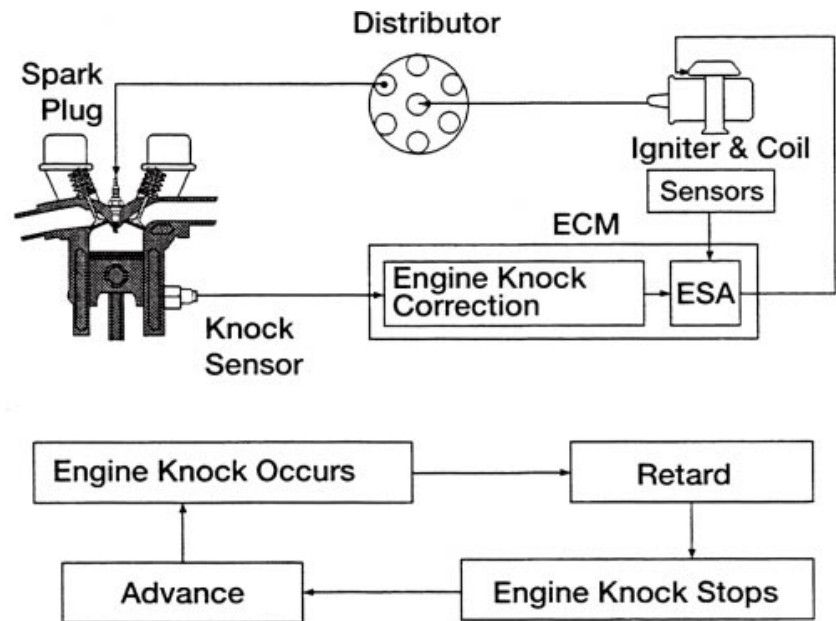 Distributor
Spark
Plug
Igniter & Coil
Sensors
ECM
Engine Knock
Correction
ESA
Knock
Sensor
Engine Knock Occurs
Retard
Advance
Engine Knock Stops